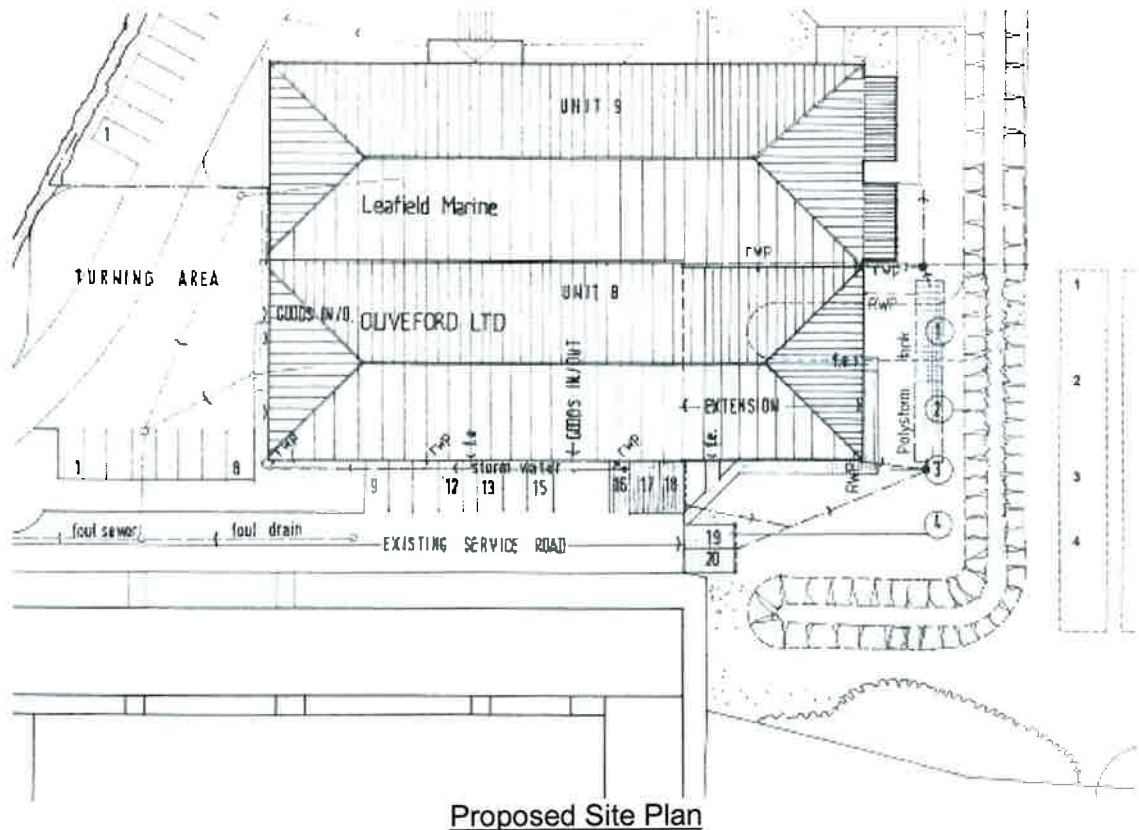 UNIT 9
1
Leafield Marine
rwp
rwp
TURNING AREA
UNIT 8
RWP
GOODS IN/O.
OLIVEFORD LTD
GOODS IN/OUT
f.e.
EXTENSION
Polystorm tank
1
2
3
4
1
2
3
4
rwp
rwp
f.e
rwp
f.e.
RWP
storm water
1
8
9
12
13
15
16
17
18
19
20
foul sewer
foul drain
EXISTING SERVICE ROAD
Proposed Site Plan